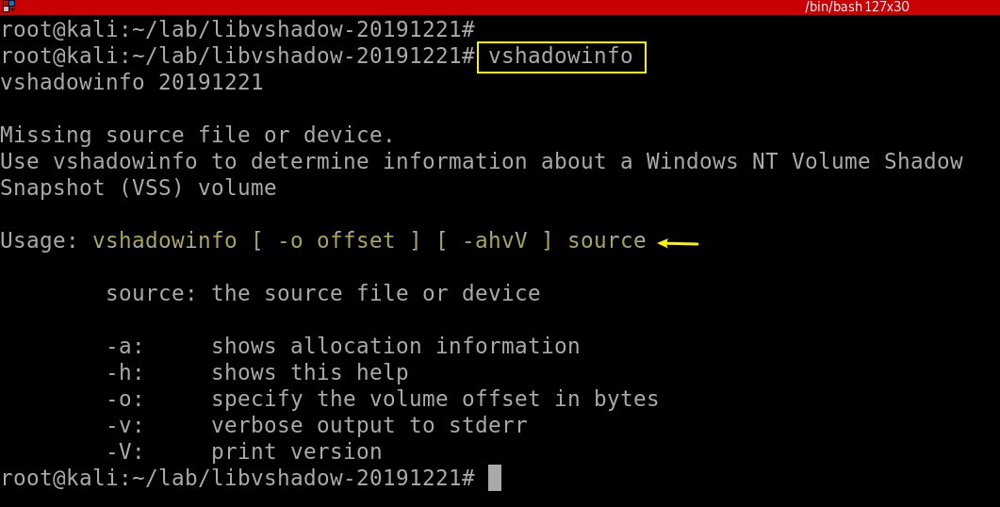 /bin/bash 127x30
root@kali:~/lab/libvshadow-20191221#
root@kali:~/lab/libvshadow-20191221# vshadowinfo
vshadowinfo 20191221
Missing source file or device.
Use vshadowinfo to determine information about a Windows NT Volume Shadow
Snapshot (VSS) volume
Usage: vshadowinfo [ -o offset ] [ -ahvV ] source
source: the source file or device
-a: shows allocation information
-h: shows this help
-o: specify the volume offset in bytes
-v: verbose output to stderr
-V: print version
root@kali:~/lab/libvshadow-20191221#